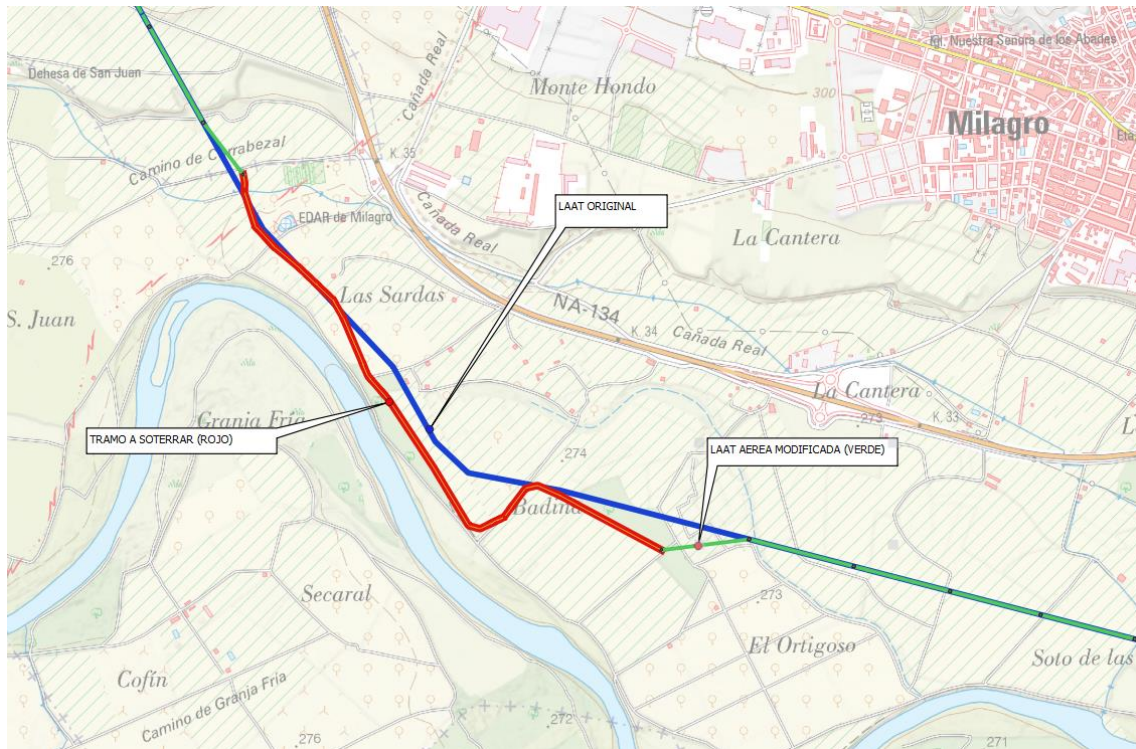 Dehesa de San Juan
Cañada Real
Monte Hondo
300
Nuestra Senora de los Abades
Milagro
Camino de Carrabezal
K. 35
Cañada Real
LAAT ORIGINAL
EDAR de Milagro
La Cantera
276
S. Juan
Las Sardas
NA-134
K. 34
Cañada Real
La Cantera
273
K. 33
Granja Fría
TRAMO A SOTERRAR (ROJO)
274
LAAT AEREA MODIFICADA (VERDE)
Badina
Secaral
273
El Ortigoso
Soto de las
Cofín
Camino de Granja Fría
276
272
271